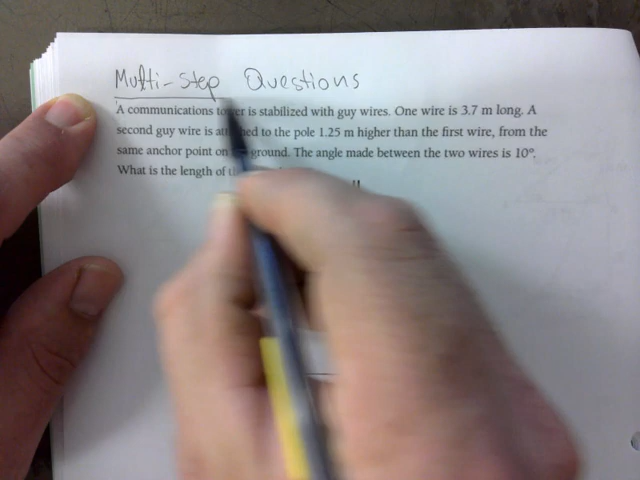 Multi-Step Questions
A communications tower is stabilized with guy wires. One wire is 3.7 m long. A
second guy wire is attached to the pole 1.25 m higher than the first wire, from the
same anchor point on ground. The angle made between the two wires is 10°.
What is the length of